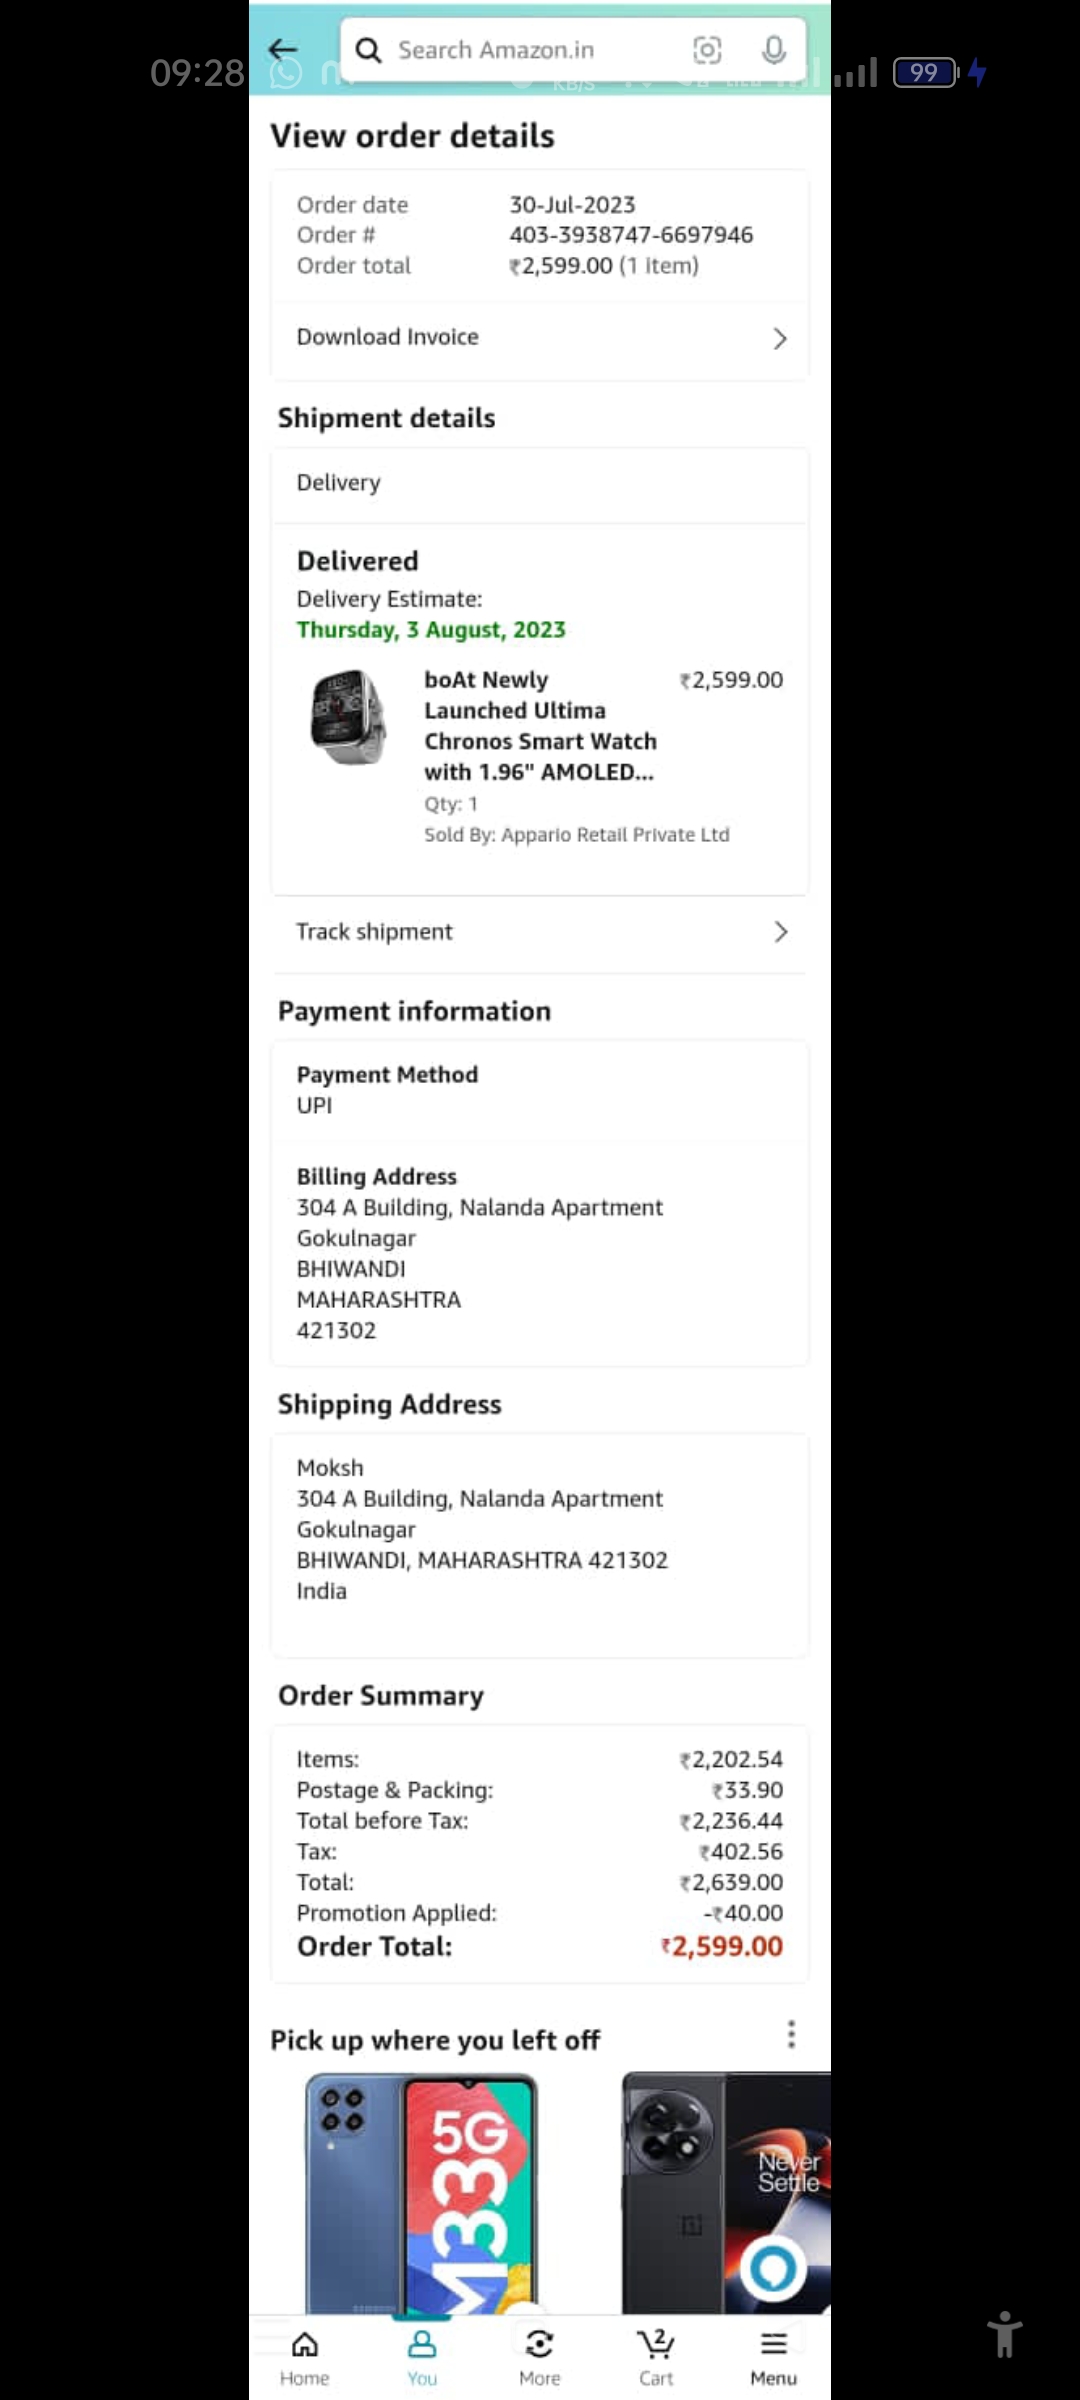 09:28
Search Amazon.in
KB/S
99
View order details
Order date 30-Jul-2023
Order # 403-3938747-6697946
Order total ₹2,599.00 (1 item)
Download Invoice
Shipment details
Delivery
Delivered
Delivery Estimate:
Thursday, 3 August, 2023
boAt Newly ₹2,599.00
Launched Ultima
Chronos Smart Watch
with 1.96" AMOLED...
Qty: 1
Sold By: Appario Retail Private Ltd
Track shipment
Payment information
Payment Method
UPI
Billing Address
304 A Building, Nalanda Apartment
Gokulnagar
BHIWANDI
MAHARASHTRA
421302
Shipping Address
Moksh
304 A Building, Nalanda Apartment
Gokulnagar
BHIWANDI, MAHARASHTRA 421302
India
Order Summary
Items: ₹2,202.54
Postage & Packing: ₹33.90
Total before Tax: ₹2,236.44
Tax: ₹402.56
Total: ₹2,639.00
Promotion Applied: -₹40.00
Order Total: ₹2,599.00
Pick up where you left off
5G
M33
Never
Settle
2
Home You More Cart Menu